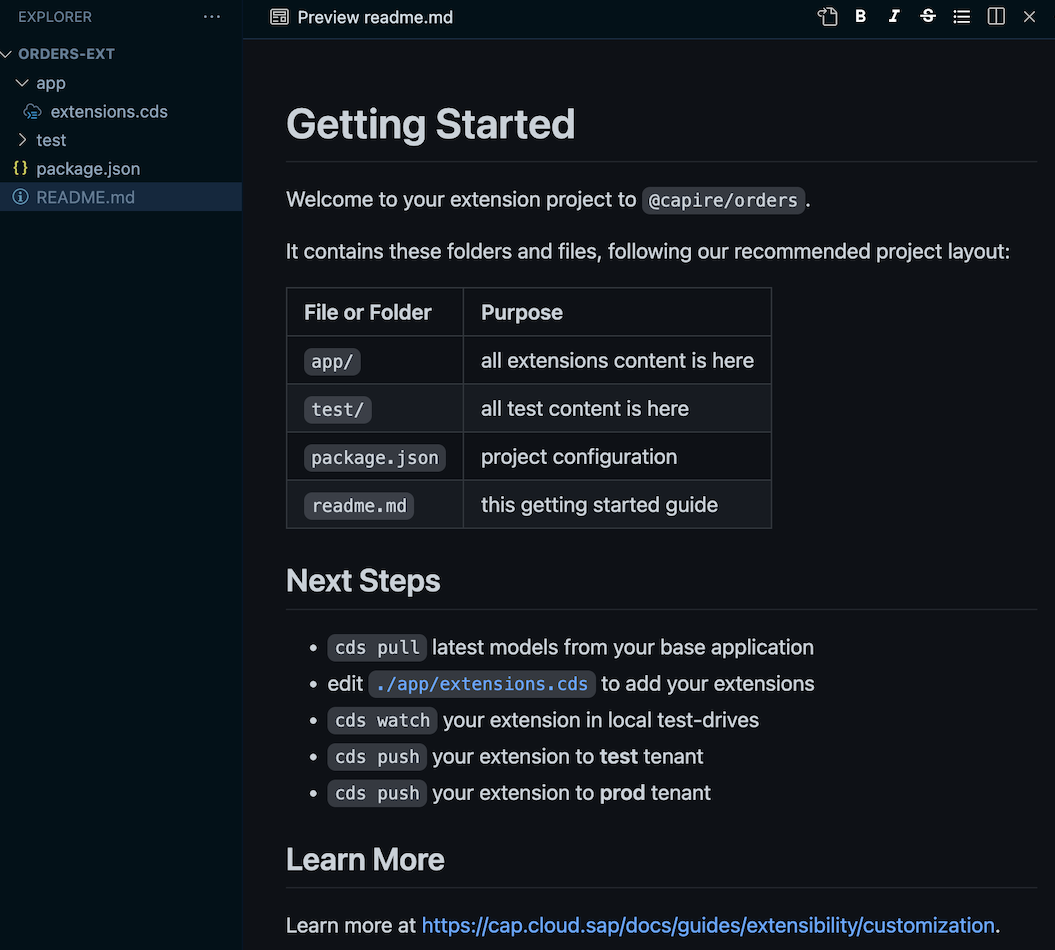 EXPLORER
Preview readme.md
ORDERS-EXT
app
extensions.cds
test
package.json
README.md
Getting Started
Welcome to your extension project to @capire/orders.
It contains these folders and files, following our recommended project layout:
File or Folder Purpose
app/ all extensions content is here
test/ all test content is here
package.json project configuration
readme.md this getting started guide
Next Steps
• cds pull latest models from your base application
• edit ./app/extensions.cds to add your extensions
• cds watch your extension in local test-drives
• cds push your extension to test tenant
• cds push your extension to prod tenant
Learn More
Learn more at https://cap.cloud.sap/docs/guides/extensibility/customization.